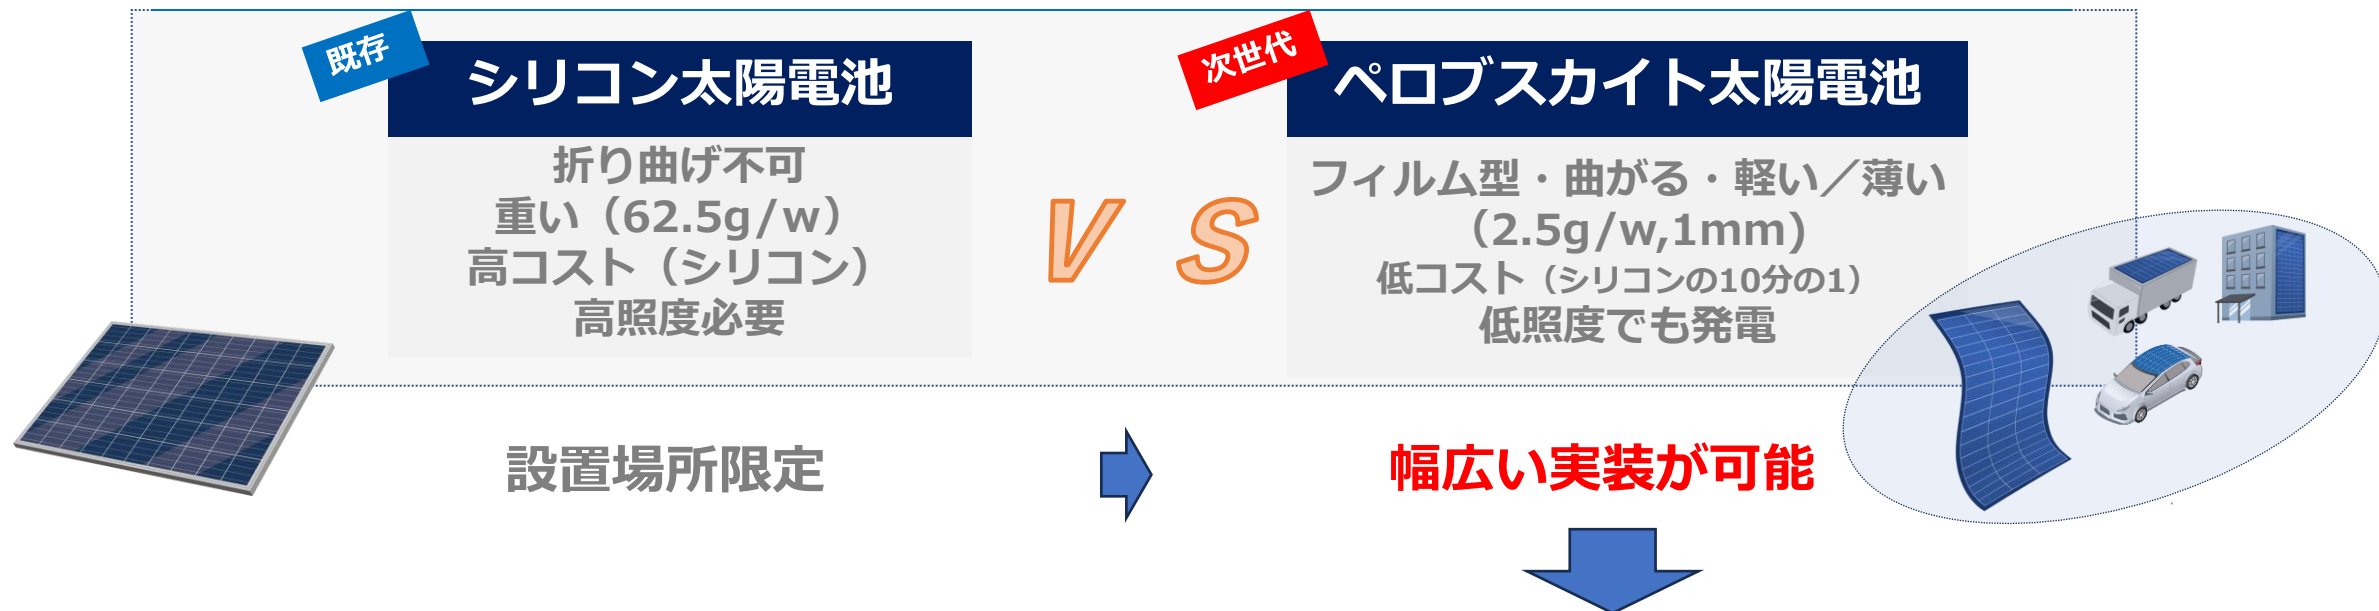 既存
シリコン太陽電池
折り曲げ不可
重い（62.5g/w）
高コスト（シリコン）
高照度必要
VS
次世代
ペロブスカイト太陽電池
フィルム型・曲がる・軽い／薄い
（2.5g/w,1mm)
低コスト（シリコンの10分の1）
低照度でも発電
設置場所限定
幅広い実装が可能